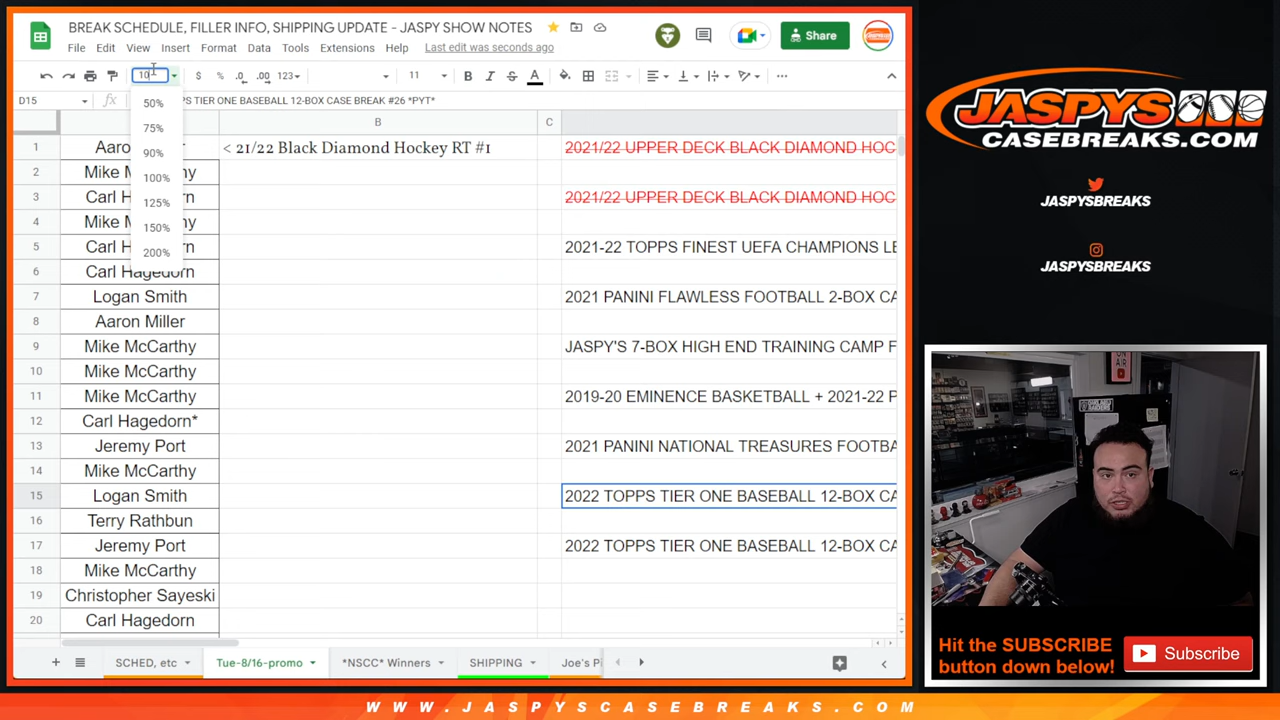 BREAK SCHEDULE, FILLER INFO, SHIPPING UPDATE - JASPY SHOW NOTES
Share
File Edit View Insert Format Data Tools Extensions Help Last edit was seconds ago
10 $ % .0 .00 123 11 B I S A
D15 fx TIER ONE BASEBALL 12-BOX CASE BREAK #26 *PYT*
50%
75%
90%
100%
125%
150%
200%
B C
1 < 21/22 Black Diamond Hockey RT #1 2021/22 UPPER DECK BLACK DIAMOND HOC
2 Mike
3 Carl 2021/22 UPPER DECK BLACK DIAMOND HOC
4 Mike
5 Carl 2021-22 TOPPS FINEST UEFA CHAMPIONS LE
6 Carl Hagedorn
7 Logan Smith 2021 PANINI FLAWLESS FOOTBALL 2-BOX CA
8 Aaron Miller
9 Mike McCarthy JASPY'S 7-BOX HIGH END TRAINING CAMP F
10 Mike McCarthy
11 Mike McCarthy 2019-20 EMINENCE BASKETBALL + 2021-22 P
12 Carl Hagedorn*
13 Jeremy Port 2021 PANINI NATIONAL TREASURES FOOTBA
14 Mike McCarthy
15 Logan Smith 2022 TOPPS TIER ONE BASEBALL 12-BOX CA
16 Terry Rathbun
17 Jeremy Port 2022 TOPPS TIER ONE BASEBALL 12-BOX CA
18 Mike McCarthy
19 Christopher Sayeski
20 Carl Hagedorn
SCHED, etc Tue-8/16-promo *NSCC* Winners SHIPPING Joe's P
JASPYS
CASEBREAKS.COM
JASPYSBREAKS
JASPYSBREAKS
ON AIR
Hit the SUBSCRIBE
button down below!
Subscribe
WWW.JASPYSCASEBREAKS.COM